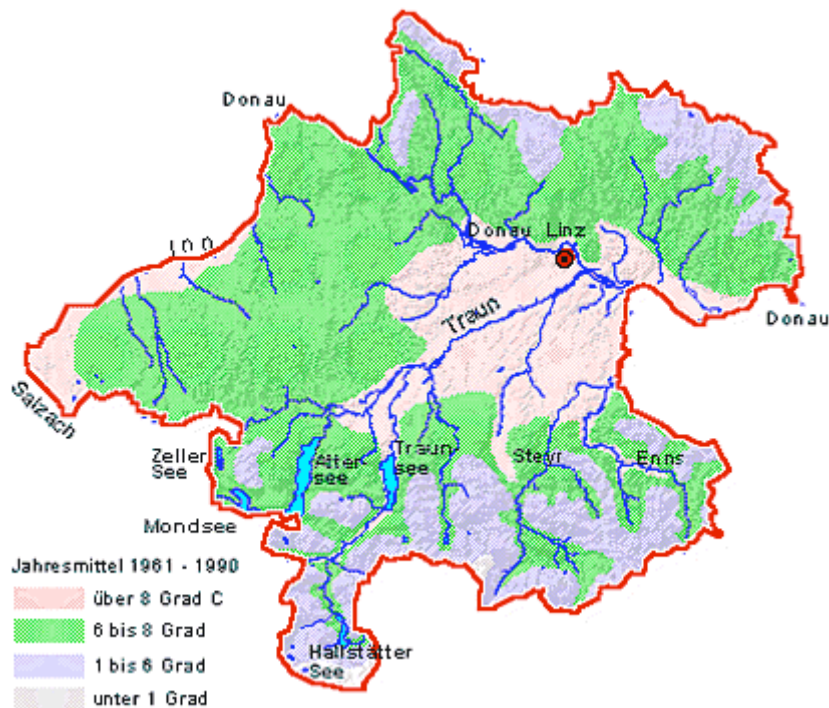 Donau
Inn
Donau Linz
Traun
Donau
Salzach
Zeller
See
Atter-
see
Traun
see
Steyr
Enns
Mondsee
Jahresmittel 1961 - 1990
über 8 Grad C
6 bis 8 Grad
1 bis 6 Grad
unter 1 Grad
Hallstätter
See